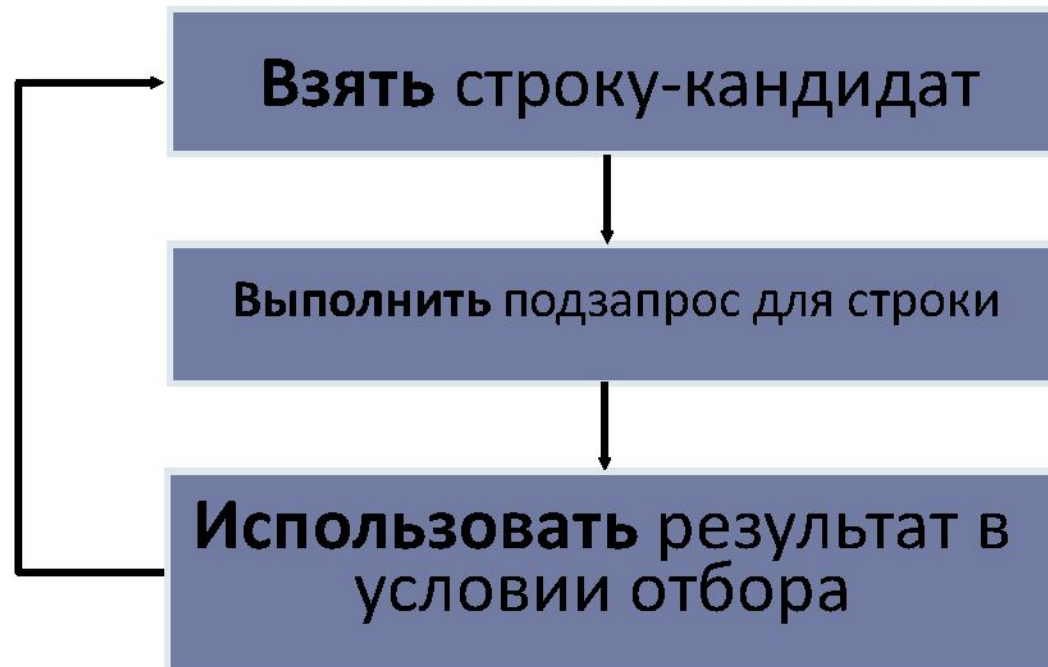 Взять строку-кандидат
Выполнить подзапрос для строки
Использовать результат в
условии отбора